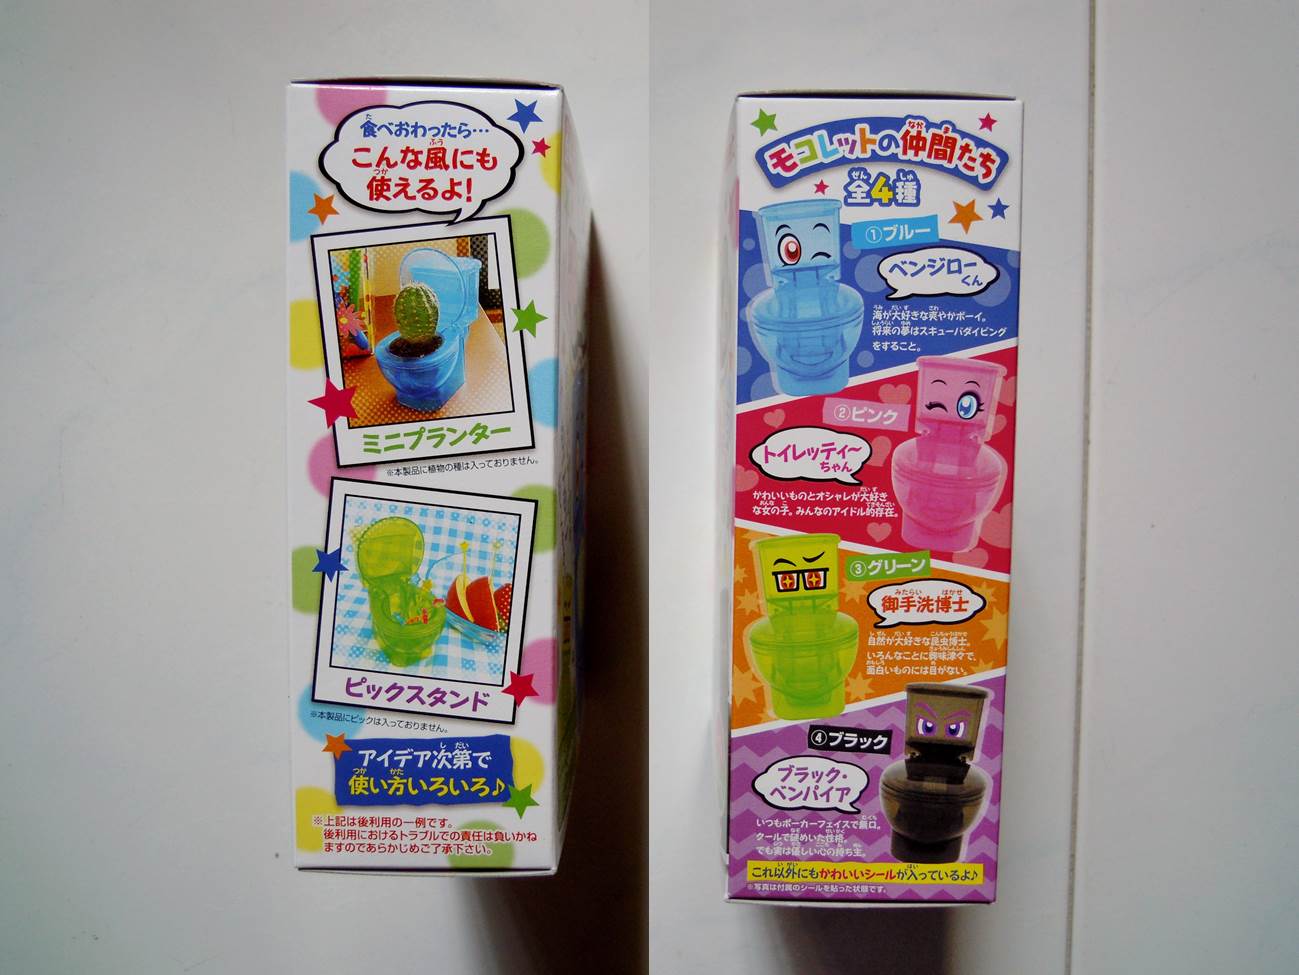 食べおわったら…
こんな風にも
使えるよ!
ミニプランター
※本製品に植物の種は入っておりません。
ピックスタンド
※本製品にピックは入っておりません。
アイデア次第で
使い方いろいろ♪
※上記は後利用の一例です。
後利用におけるトラブルでの責任は負いかね
ますのであらかじめご了承下さい。
モコレットの仲間たち
全4種
①ブルー
ベンジロー
くん
海が大好きな爽やかボーイ。
将来の夢はスキューバダイビング
をすること。
②ピンク
トイレッティ〜
ちゃん
かわいいものとオシャレが大好き
な女の子。みんなのアイドル的存在。
③グリーン
御手洗博士
自然が大好きな昆虫博士。
いろんなことに興味津々で、
面白いものには目がない。
④ブラック
ブラック・
ベンパイア
いつもポーカーフェイスで無口。
クールで謎めいた性格。
でも実は優しい心の持ち主。
これ以外にもかわいいシールが入っているよ♪
※写真は付属のシールを貼った状態です。